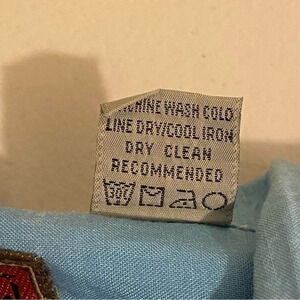 MACHINE WASH COLD
LINE DRY/COOL IRON
DRY CLEAN
RECOMMENDED
30